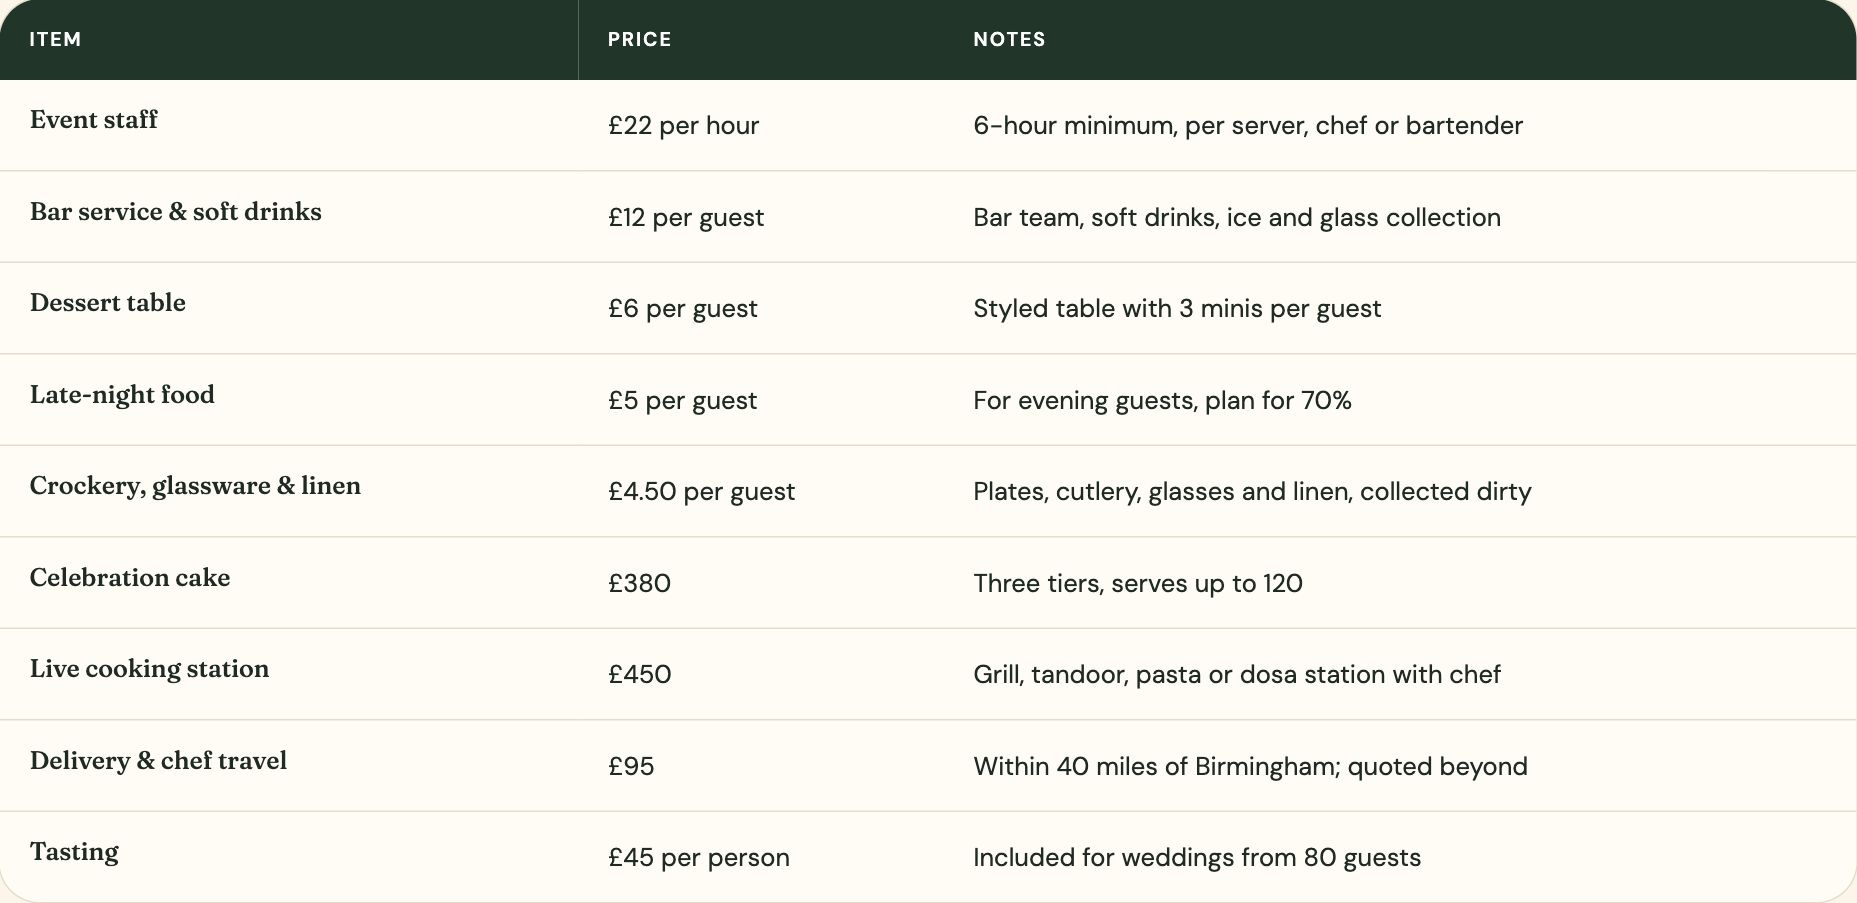 ITEM PRICE NOTES
Event staff £22 per hour 6-hour minimum, per server, chef or bartender
Bar service & soft drinks £12 per guest Bar team, soft drinks, ice and glass collection
Dessert table £6 per guest Styled table with 3 minis per guest
Late-night food £5 per guest For evening guests, plan for 70%
Crockery, glassware & linen £4.50 per guest Plates, cutlery, glasses and linen, collected dirty
Celebration cake £380 Three tiers, serves up to 120
Live cooking station £450 Grill, tandoor, pasta or dosa station with chef
Delivery & chef travel £95 Within 40 miles of Birmingham; quoted beyond
Tasting £45 per person Included for weddings from 80 guests